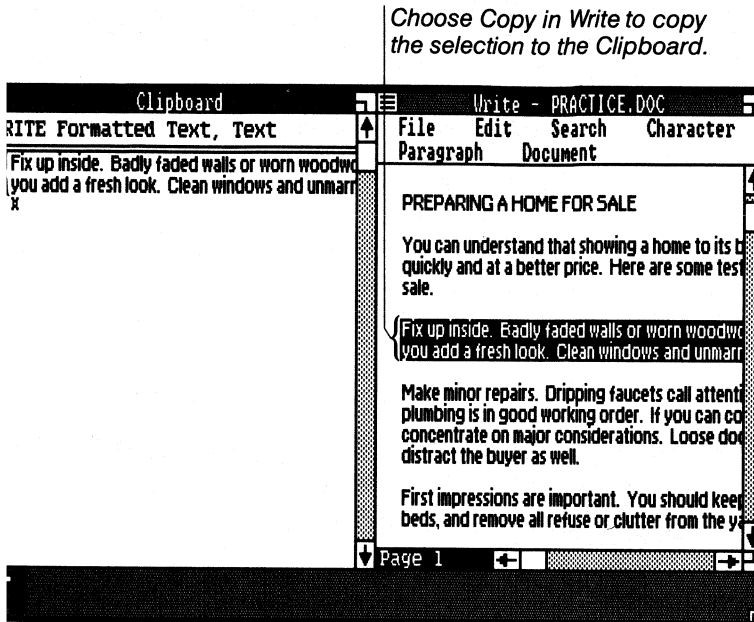 Choose Copy in Write to copy
the selection to the Clipboard.
Clipboard
RITE Formatted Text, Text
Fix up inside. Badly faded walls or worn woodwo
you add a fresh look. Clean windows and unmarr
x
Write - PRACTICE.DOC
File Edit Search Character
Paragraph Document
PREPARING A HOME FOR SALE
You can understand that showing a home to its b
quickly and at a better price. Here are some test
sale.
Fix up inside. Badly faded walls or worn woodwo
you add a fresh look. Clean windows and unmarr
Make minor repairs. Dripping faucets call attenti
plumbing is in good working order. If you can co
concentrate on major considerations. Loose doo
distract the buyer as well.
First impressions are important. You should keep
beds, and remove all refuse or clutter from the ya
Page 1